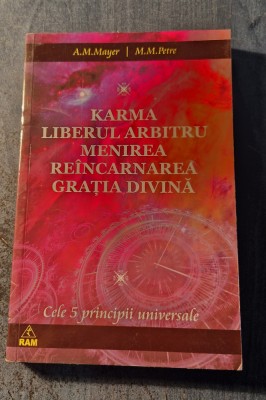 A.M.Mayer | M.M.Petre
KARMA
LIBERUL ARBITRU
MENIREA
REÎNCARNAREA
GRAȚIA DIVINĂ
Cele 5 principii universale
RAM